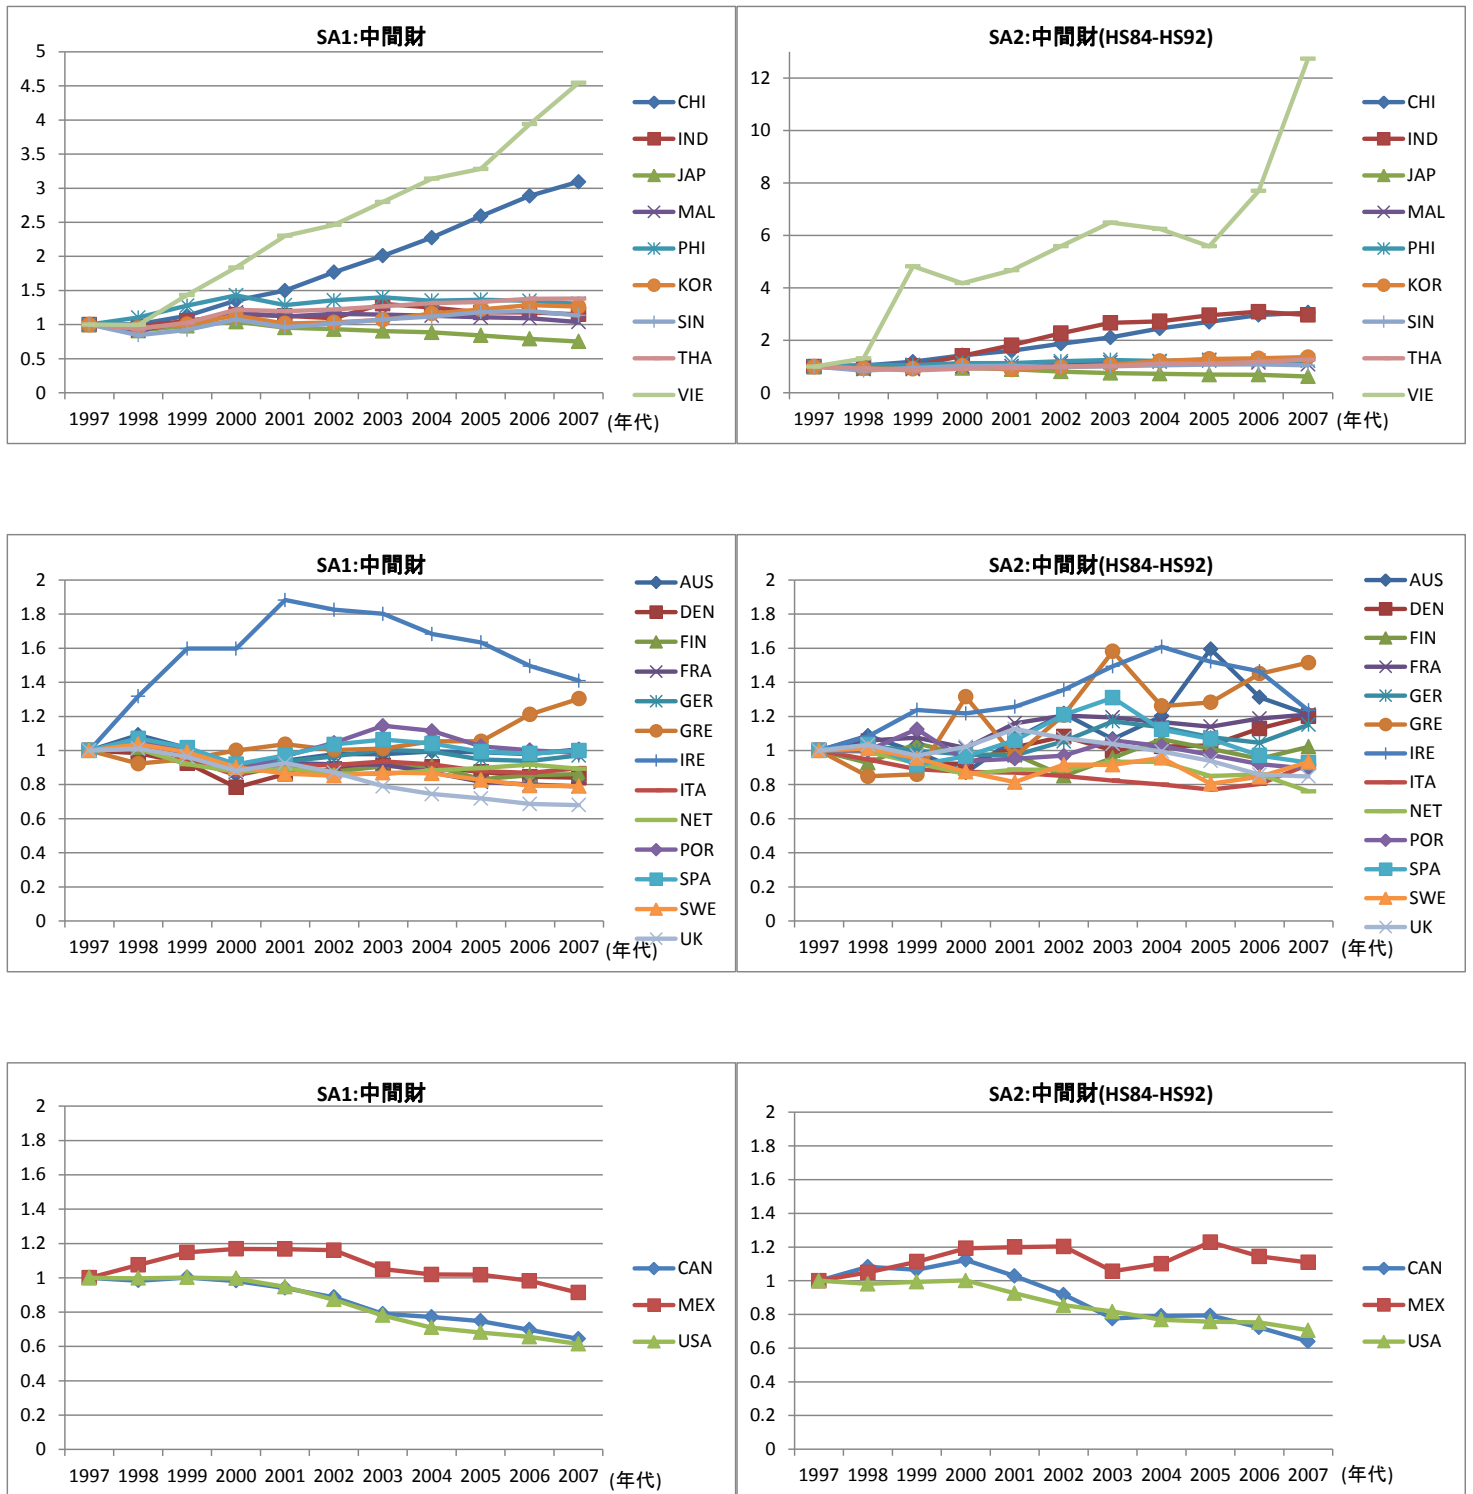 SA1:中間財
5
4.5
4
3.5
3
2.5
2
1.5
1
0.5
0
1997 1998 1999 2000 2001 2002 2003 2004 2005 2006 2007 (年代)
CHI
IND
JAP
MAL
PHI
KOR
SIN
THA
VIE
SA2:中間財(HS84-HS92)
12
10
8
6
4
2
0
1997 1998 1999 2000 2001 2002 2003 2004 2005 2006 2007 (年代)
CHI
IND
JAP
MAL
PHI
KOR
SIN
THA
VIE
SA1:中間財
2
1.8
1.6
1.4
1.2
1
0.8
0.6
0.4
0.2
0
1997 1998 1999 2000 2001 2002 2003 2004 2005 2006 2007 (年代)
AUS
DEN
FIN
FRA
GER
GRE
IRE
ITA
NET
POR
SPA
SWE
UK
SA2:中間財(HS84-HS92)
2
1.8
1.6
1.4
1.2
1
0.8
0.6
0.4
0.2
0
1997 1998 1999 2000 2001 2002 2003 2004 2005 2006 2007 (年代)
AUS
DEN
FIN
FRA
GER
GRE
IRE
ITA
NET
POR
SPA
SWE
UK
SA1:中間財
2
1.8
1.6
1.4
1.2
1
0.8
0.6
0.4
0.2
0
1997 1998 1999 2000 2001 2002 2003 2004 2005 2006 2007 (年代)
CAN
MEX
USA
SA2:中間財(HS84-HS92)
2
1.8
1.6
1.4
1.2
1
0.8
0.6
0.4
0.2
0
1997 1998 1999 2000 2001 2002 2003 2004 2005 2006 2007 (年代)
CAN
MEX
USA